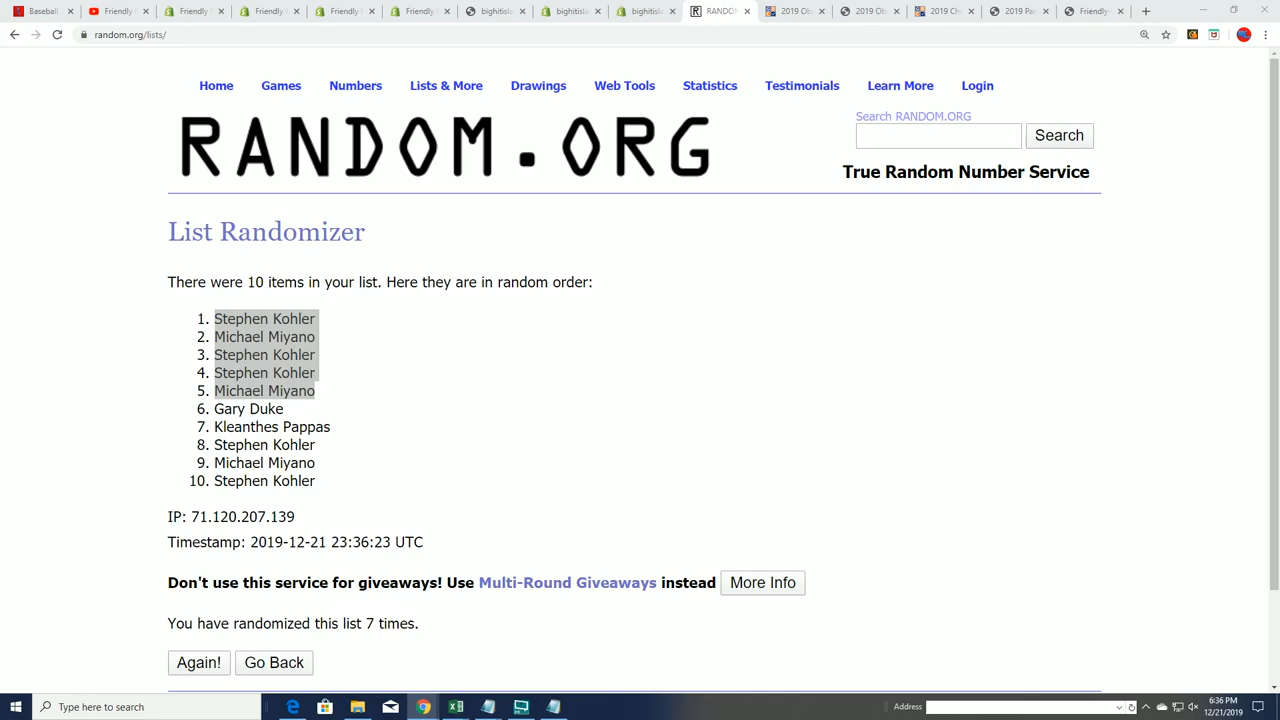 Baseball
Friendly
Friendly
Friendly
Friendly
Friendly
bighitisla
bighitisla
bighitisla
RANDO
2019 Ob
2019 Ob
2019 Che
2019 Pa
Friendly-
random.org/lists/
Home Games Numbers Lists & More Drawings Web Tools Statistics Testimonials Learn More Login
RANDOM.ORG
Search RANDOM.ORG
Search
True Random Number Service
List Randomizer
There were 10 items in your list. Here they are in random order:
1. Stephen Kohler
2. Michael Miyano
3. Stephen Kohler
4. Stephen Kohler
5. Michael Miyano
6. Gary Duke
7. Kleanthes Pappas
8. Stephen Kohler
9. Michael Miyano
10. Stephen Kohler
IP: 71.120.207.139
Timestamp: 2019-12-21 23:36:23 UTC
Don't use this service for giveaways! Use Multi-Round Giveaways instead More Info
You have randomized this list 7 times.
Again! Go Back
Type here to search
Address
6:36 PM
12/21/2019